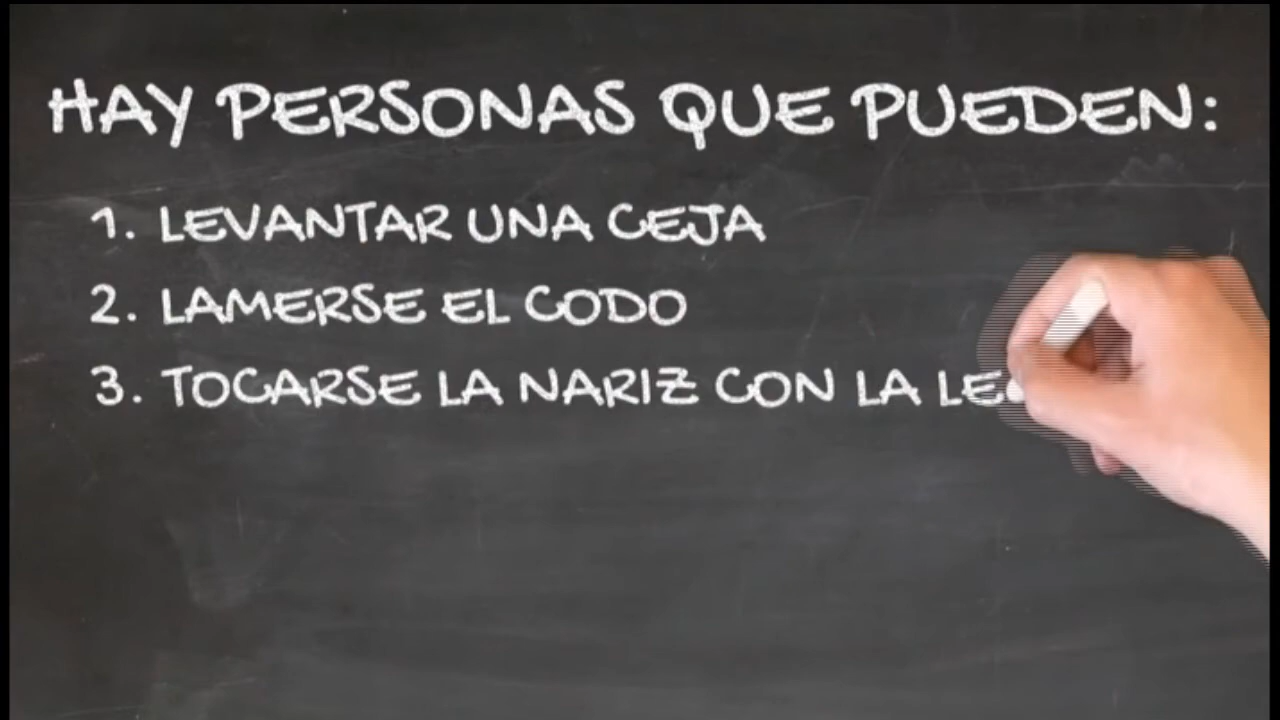 HAY PERSONAS QUE PUEDEN:
1. LEVANTAR UNA CEJA
2. LAMERSE EL CODO
3. TOCARSE LA NARIZ CON LA